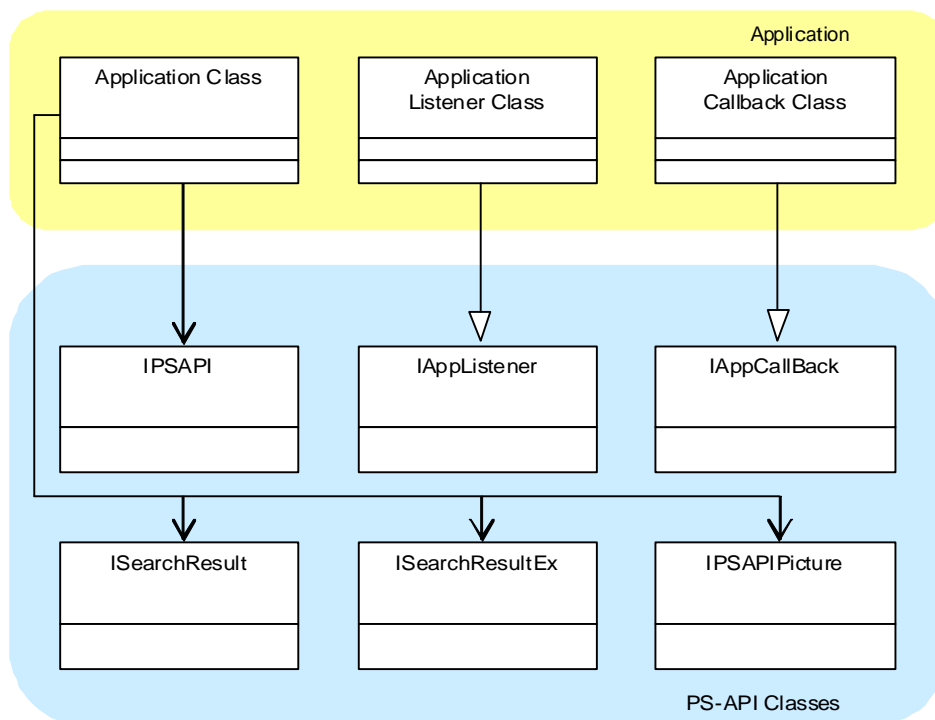 Application
Application Class
Application
Listener Class
Application
Callback Class
IPSAPI
IAppListener
IAppCallBack
ISearchResult
ISearchResultEx
IPSAPIPicture
PS-API Classes